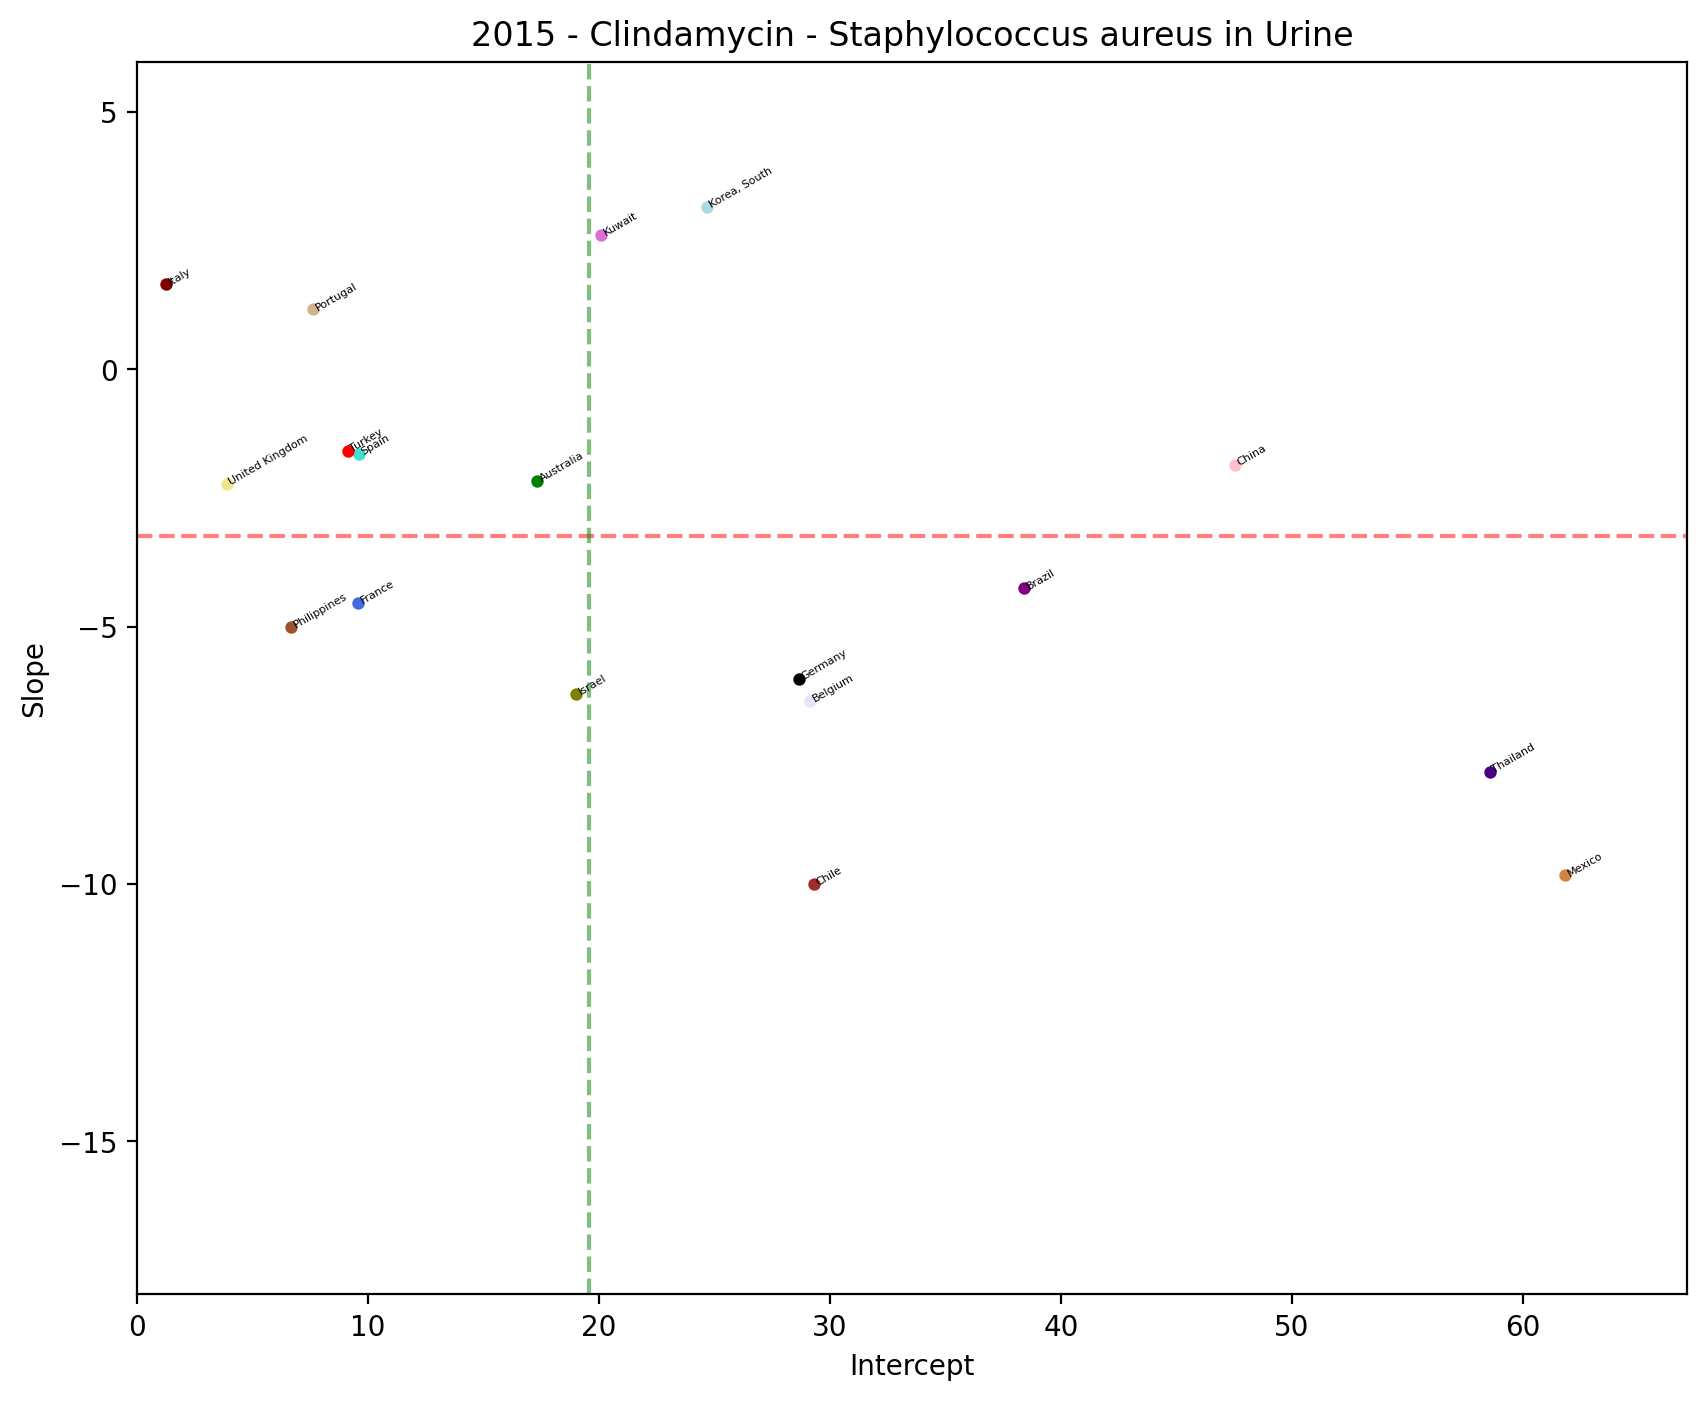 2015 - Clindamycin - Staphylococcus aureus in Urine
5
Korea, South
Kuwait
Italy
Portugal
0
Turkey
Spain
United Kingdom
Australia
China
Brazil
France
Philippines
−5
Slope
Germany
Israel
Belgium
Thailand
Chile
Mexico
−10
−15
0 10 20 30 40 50 60
Intercept